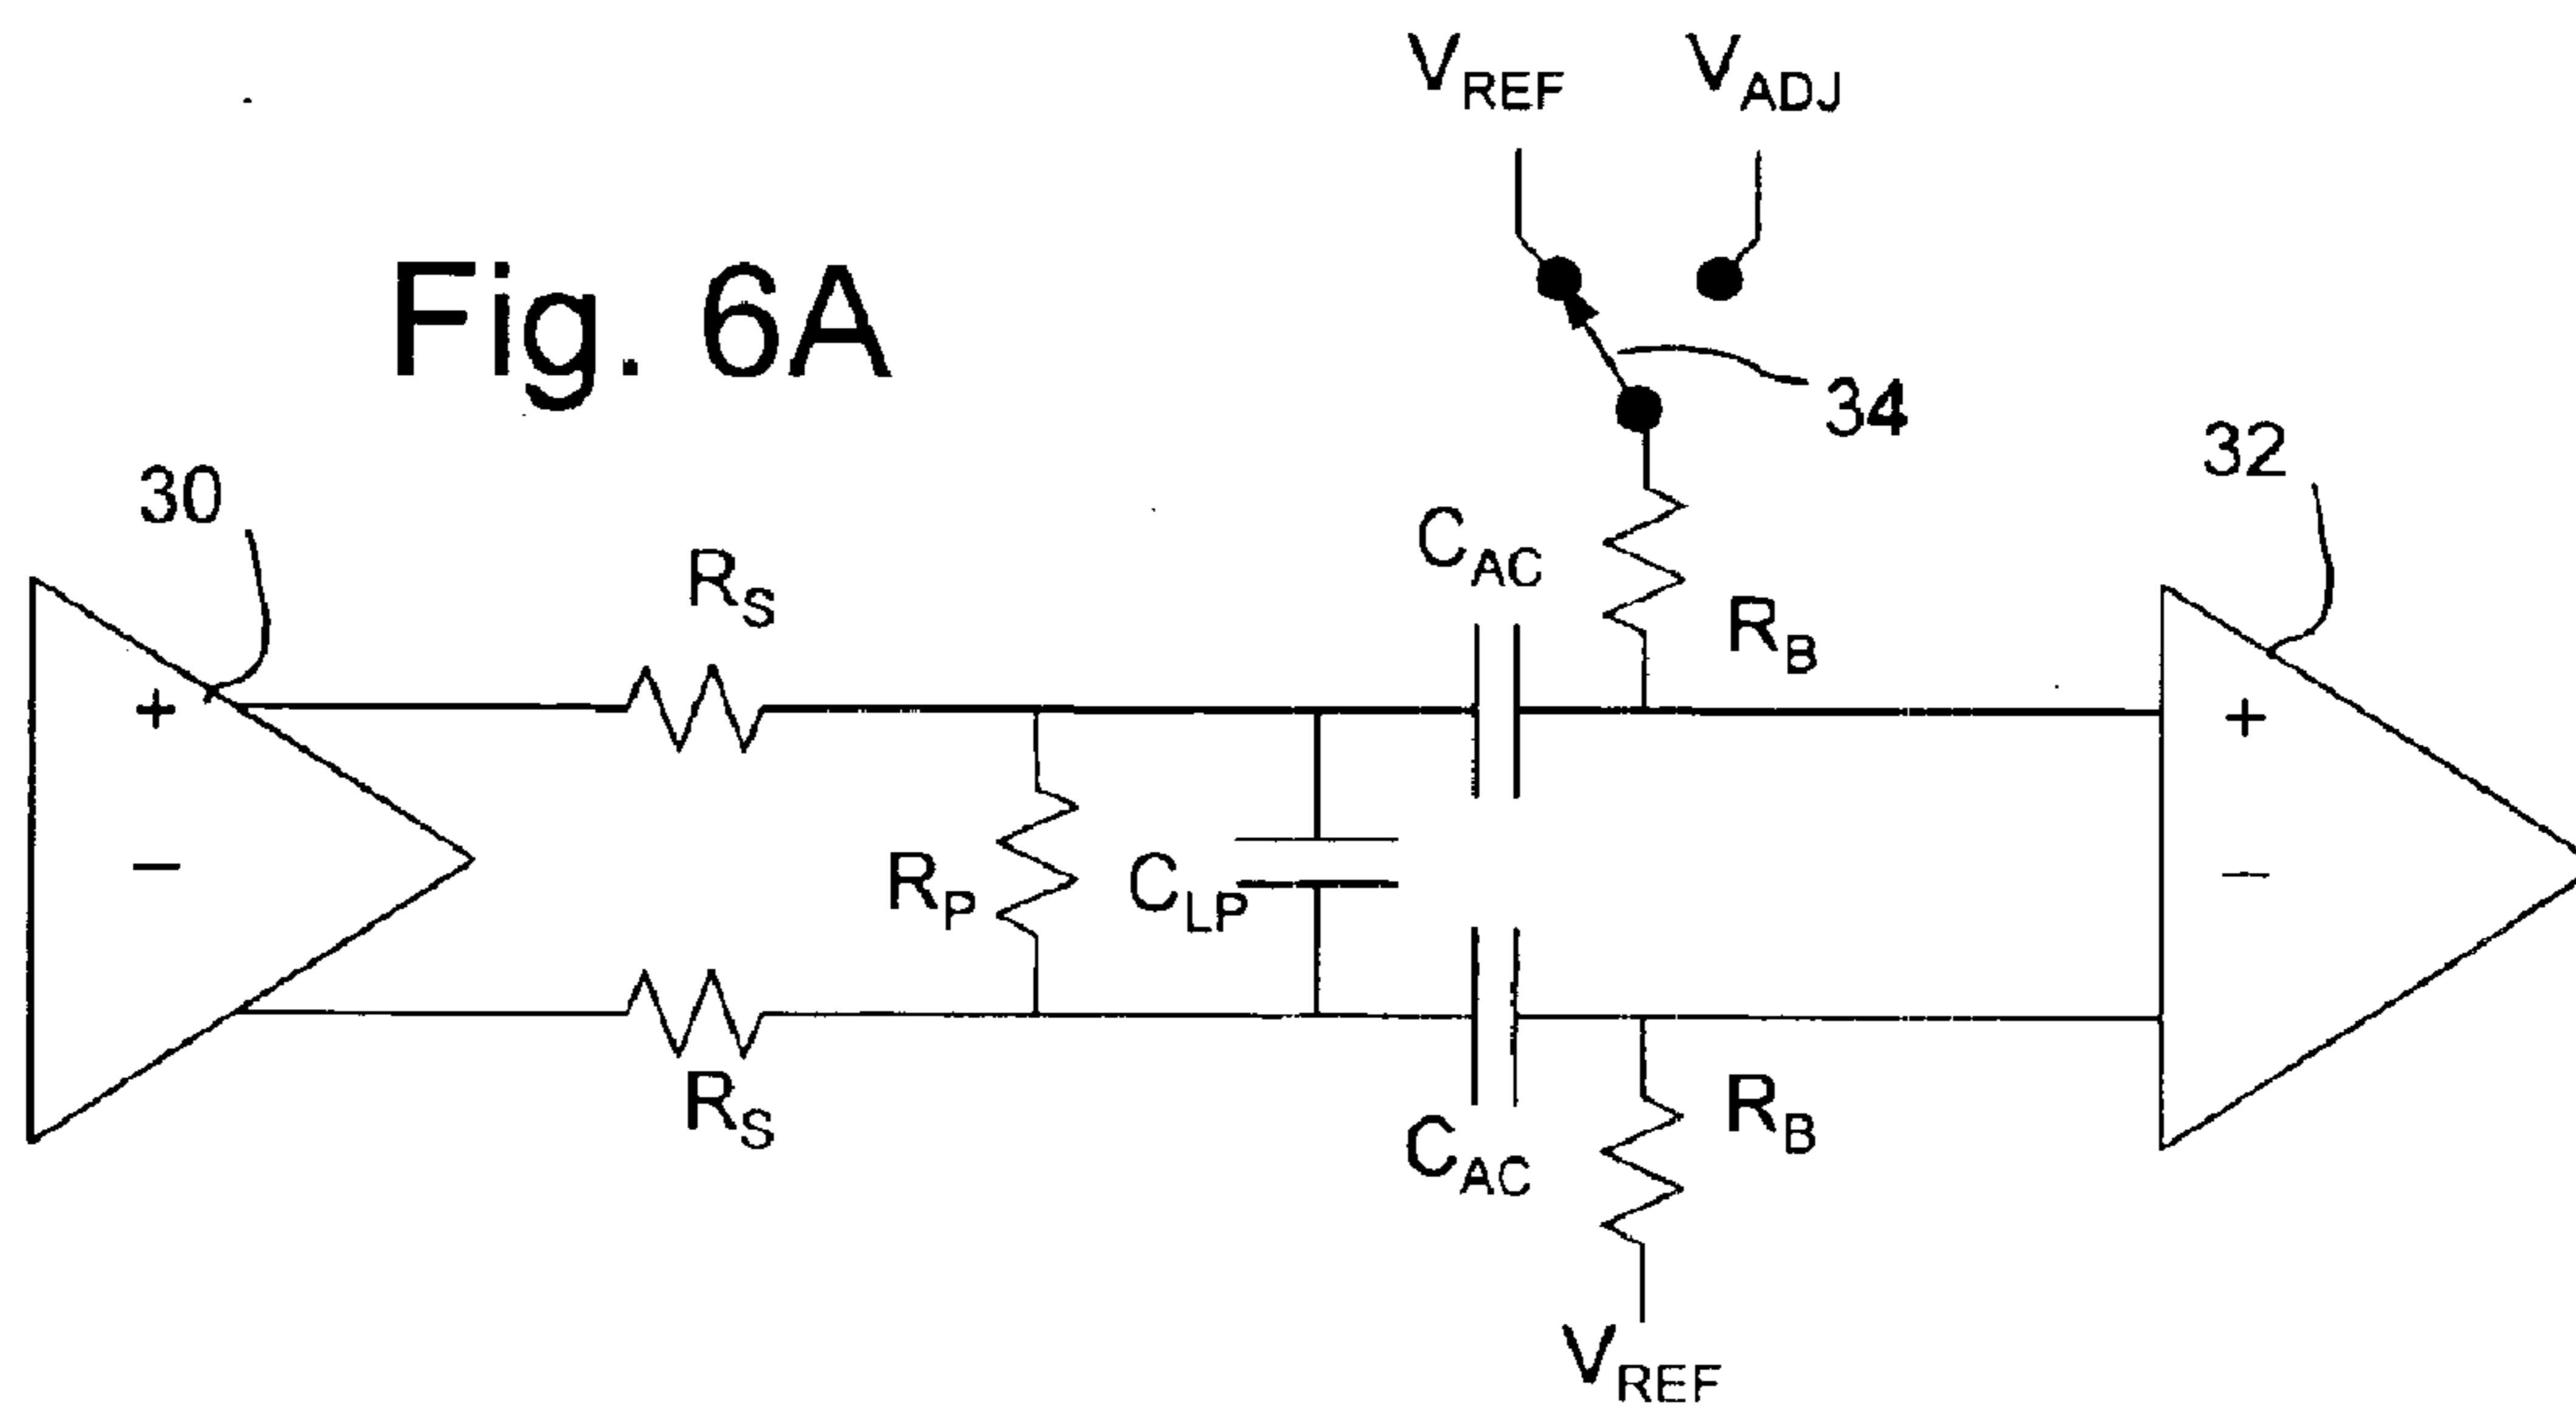 V_REF V_ADJ
Fig. 6A
34
30
32
R_S
C_AC
R_B
+
+
R_P
C_LP
−
−
R_S
C_AC
R_B
V_REF